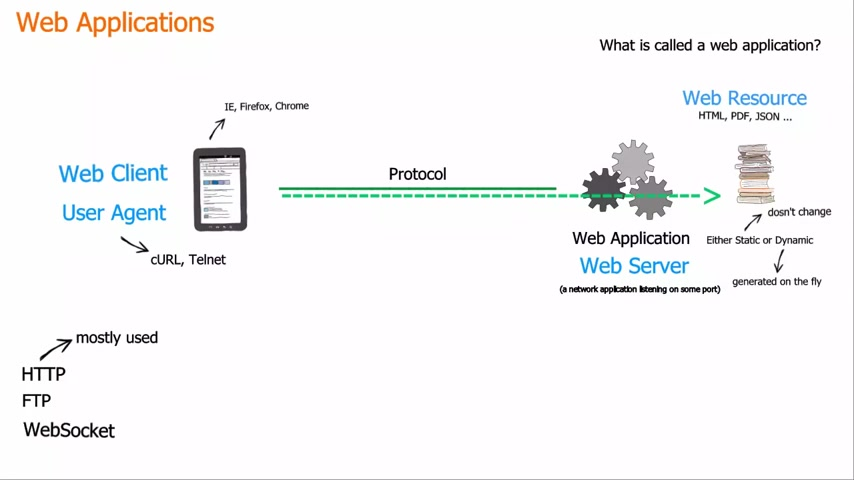 Web Applications
What is called a web application?
IE, Firefox, Chrome
Web Client
User Agent
cURL, Telnet
Protocol
Web Resource
HTML, PDF, JSON ...
Web Application
Web Server
(a network application listening on some port)
dosn't change
Either Static or Dynamic
generated on the fly
mostly used
HTTP
FTP
WebSocket